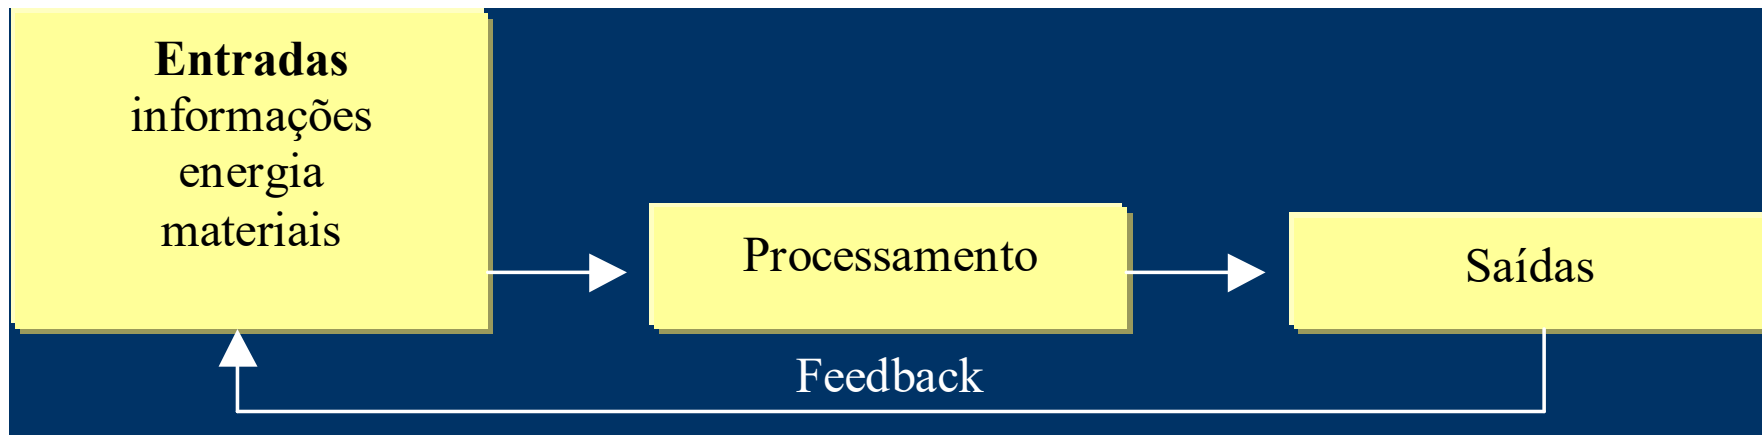 Entradas
informações
energia
materiais
Processamento
Saídas
Feedback